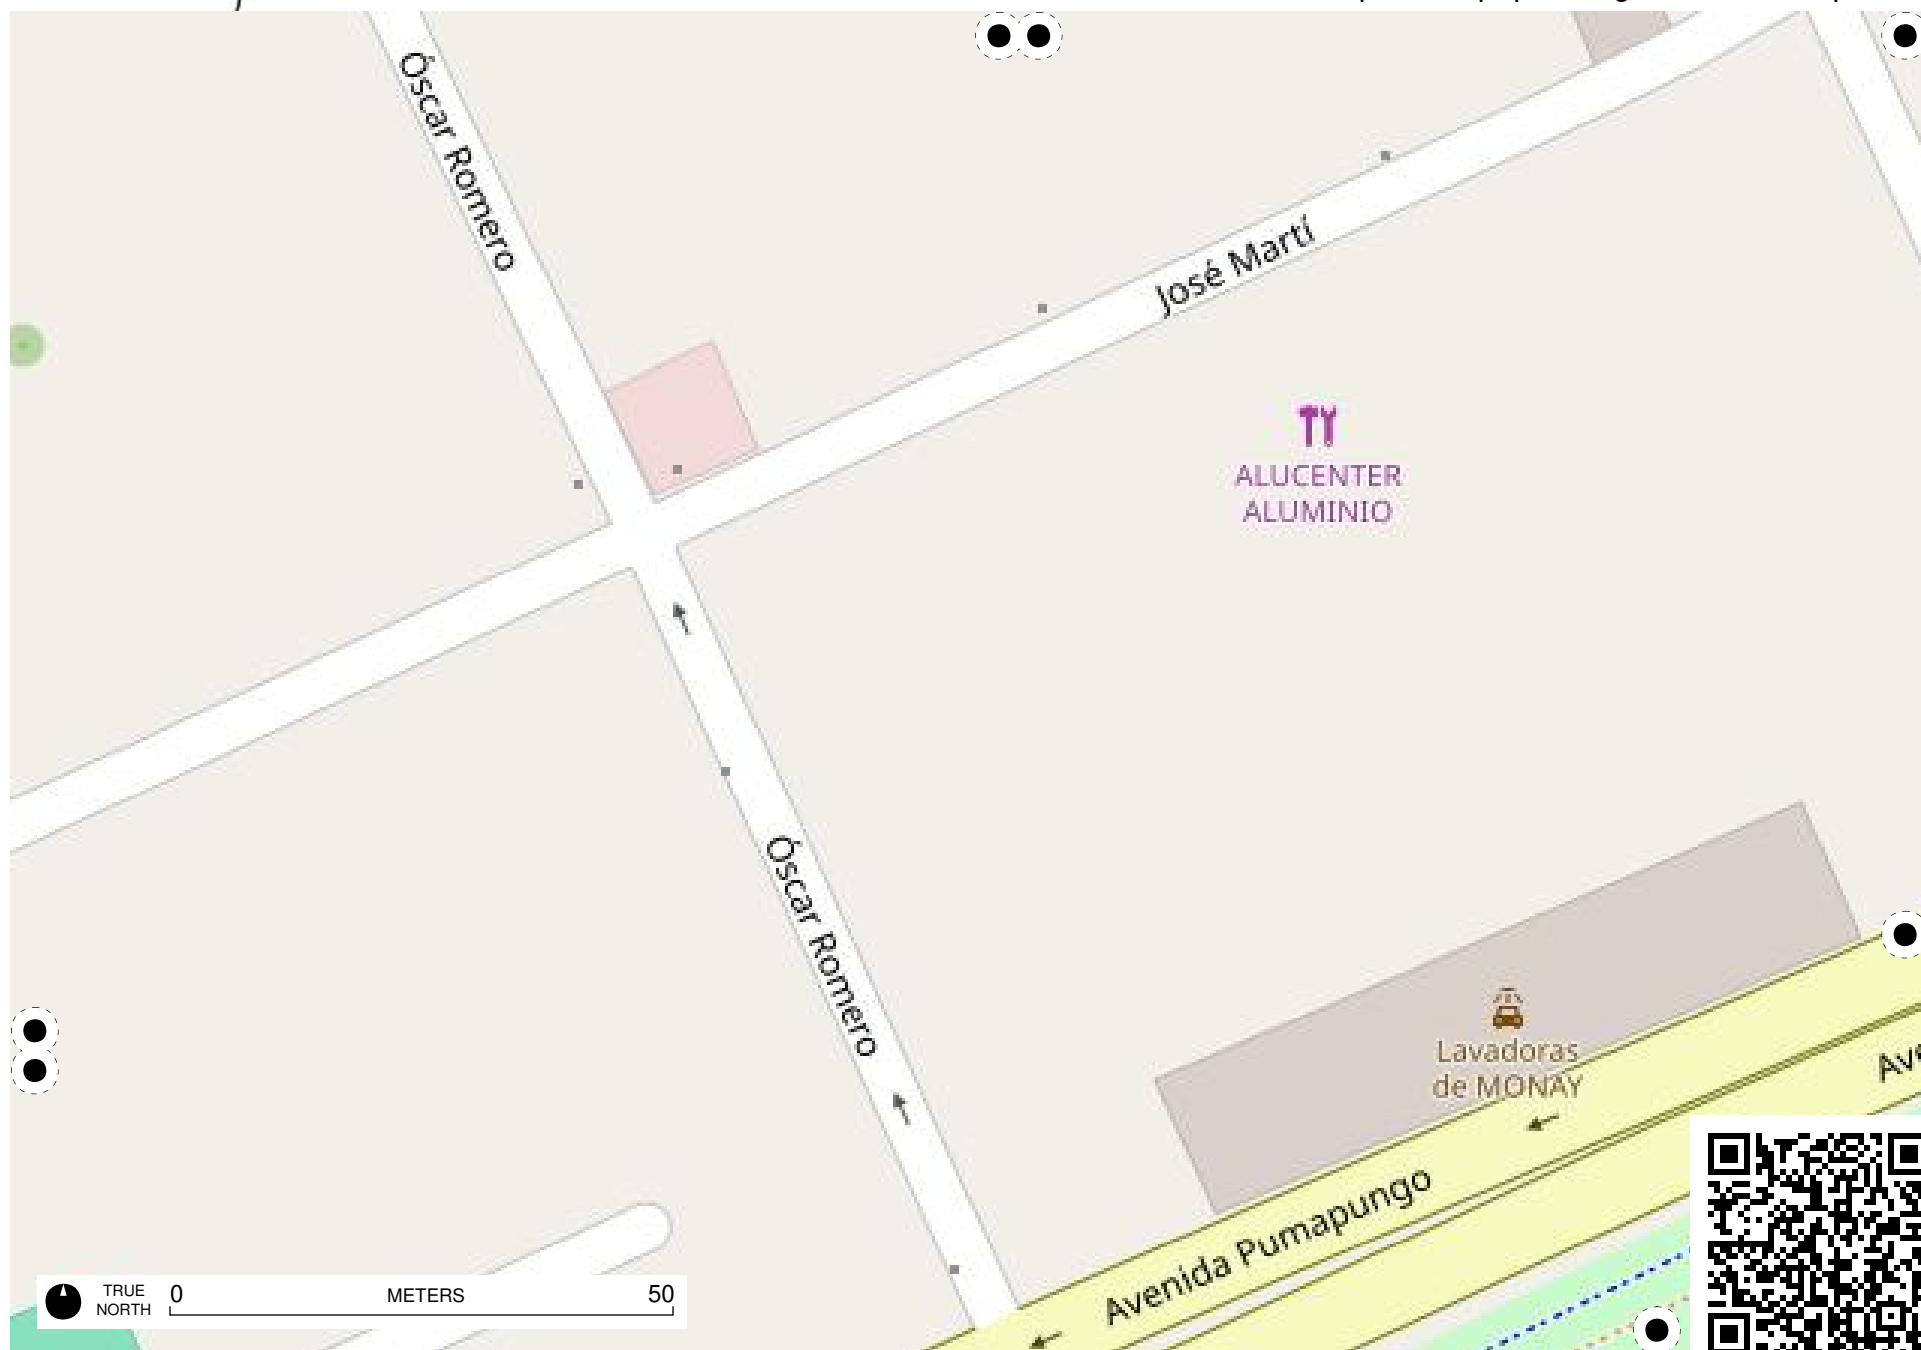 Óscar Romero
José Martí
ALUCENTER
ALUMINIO
Óscar Romero
Lavadoras
de MONAY
Avenida Pumapungo
TRUE
NORTH
0
METERS
50